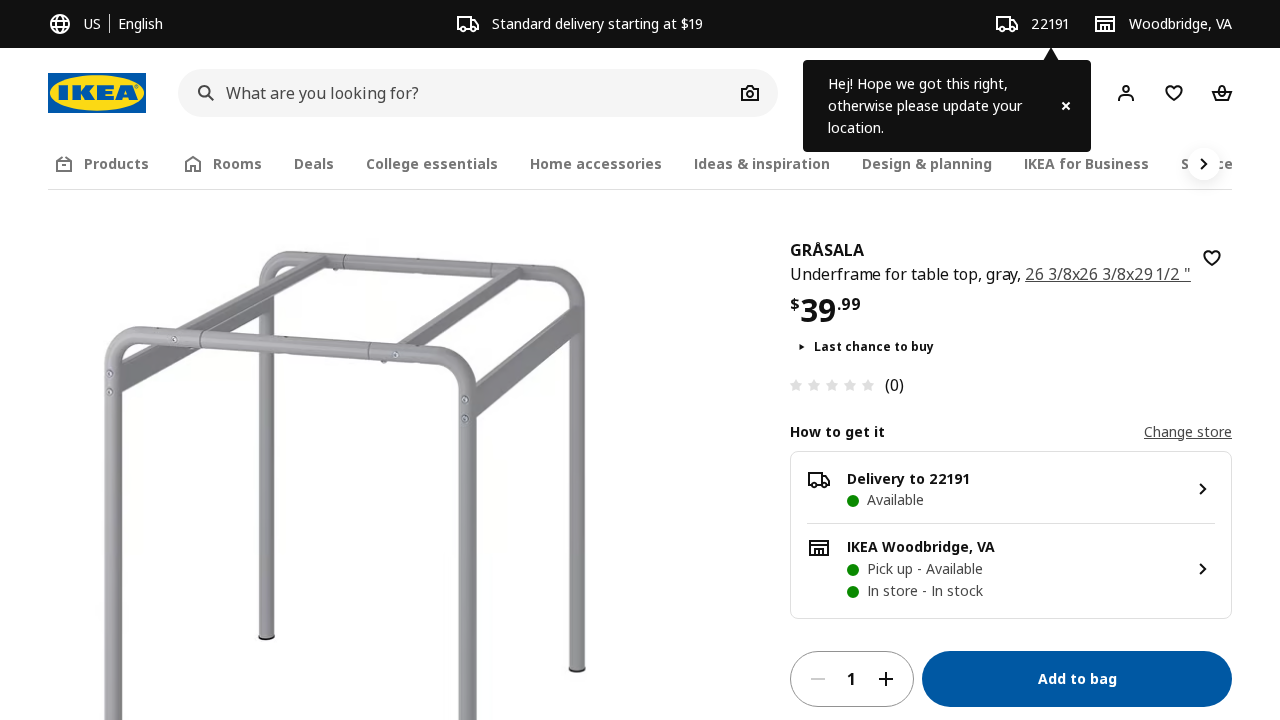 US English
Standard delivery starting at $19
22191
Woodbridge, VA
IKEA
What are you looking for?
Hej! Hope we got this right,
otherwise please update your
location.
Products
Rooms
Deals
College essentials
Home accessories
Ideas & inspiration
Design & planning
IKEA for Business
GRÅSALA
Underframe for table top, gray, 26 3/8x26 3/8x29 1/2 "
$39.99
Last chance to buy
(0)
How to get it
Change store
Delivery to 22191
Available
IKEA Woodbridge, VA
Pick up - Available
In store - In stock
1
Add to bag